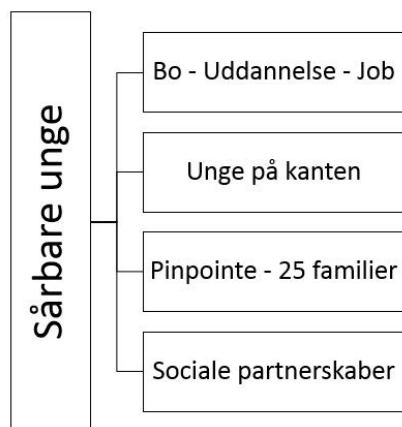 Sårbare unge
Bo - Uddannelse - Job
Unge på kanten
Pinpointe - 25 familier
Sociale partnerskaber